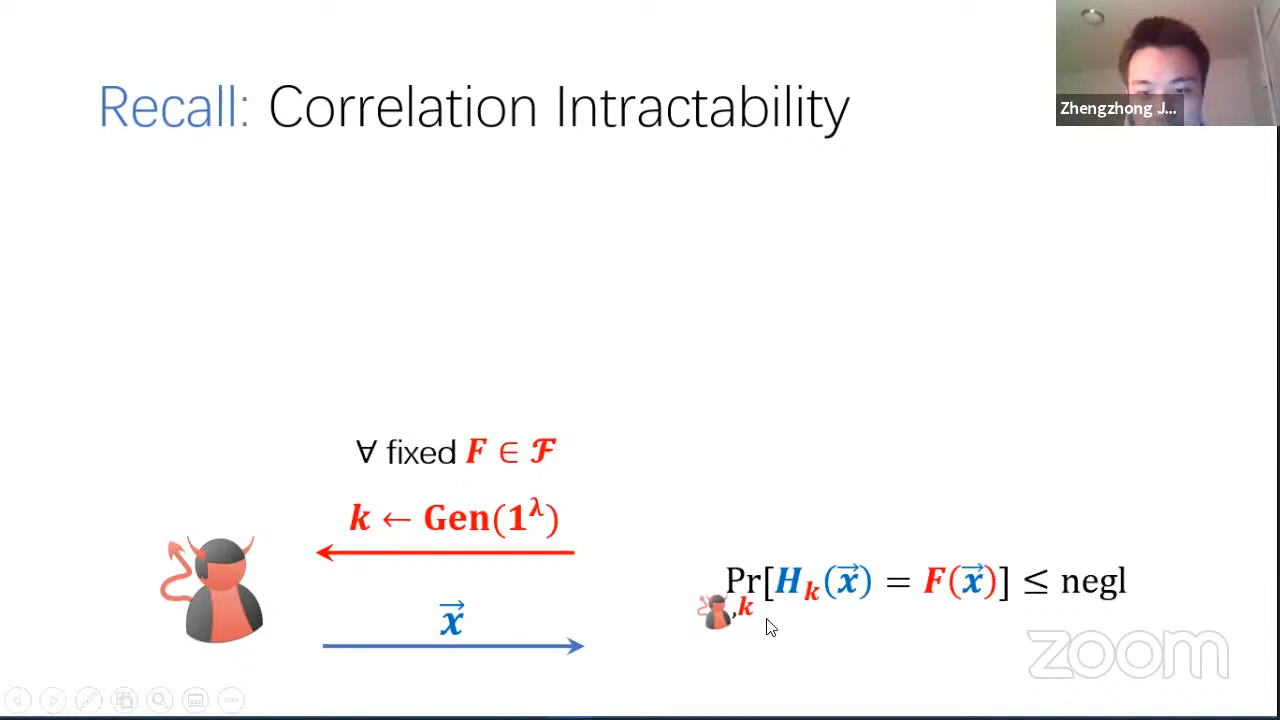 Recall: Correlation Intractability
Zhengzhong J...
∀ fixed F ∈ ℱ
k ← Gen(1^λ)
x⃗
Pr[H_k(x⃗) = F(x⃗)] ≤ negl
,k
zoom